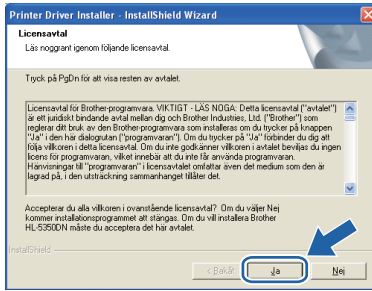 Printer Driver Installer - InstallShield Wizard
Licensavtal
Läs noggrant igenom följande licensavtal.
Tryck på PgDn för att visa resten av avtalet.
Licensavtal för Brother-programvara. VIKTIGT - LÄS NOGA: Detta licensavtal ("avtalet")
är ett juridiskt bindande avtal mellan dig och Brother Industries, Ltd. ("Brother") som
reglerar ditt bruk av den Brother-programvara som installeras om du trycker på knappen
"Ja" i den här dialogrutan ("programvaran"). Om du trycker på "Ja" förbinder du dig att
följa villkoren i detta licensavtal. Om du inte godkänner villkoren i avtalet beviljas du ingen
licens för programvaran, vilket innebär att du inte får använda programvaran.
Hänvisningar till "programvaran" i licensavtalet omfattar även det medium som den är
lagrad på, i den utsträckning sammanhanget tillåter det.
Accepterar du alla villkoren i ovanstående licensavtal? Om du väljer Nej
kommer installationsprogrammet att stängas. Om du vill installera Brother
HL-5350DN måste du acceptera det här avtalet.
InstallShield
< Bakåt
Ja
Nej